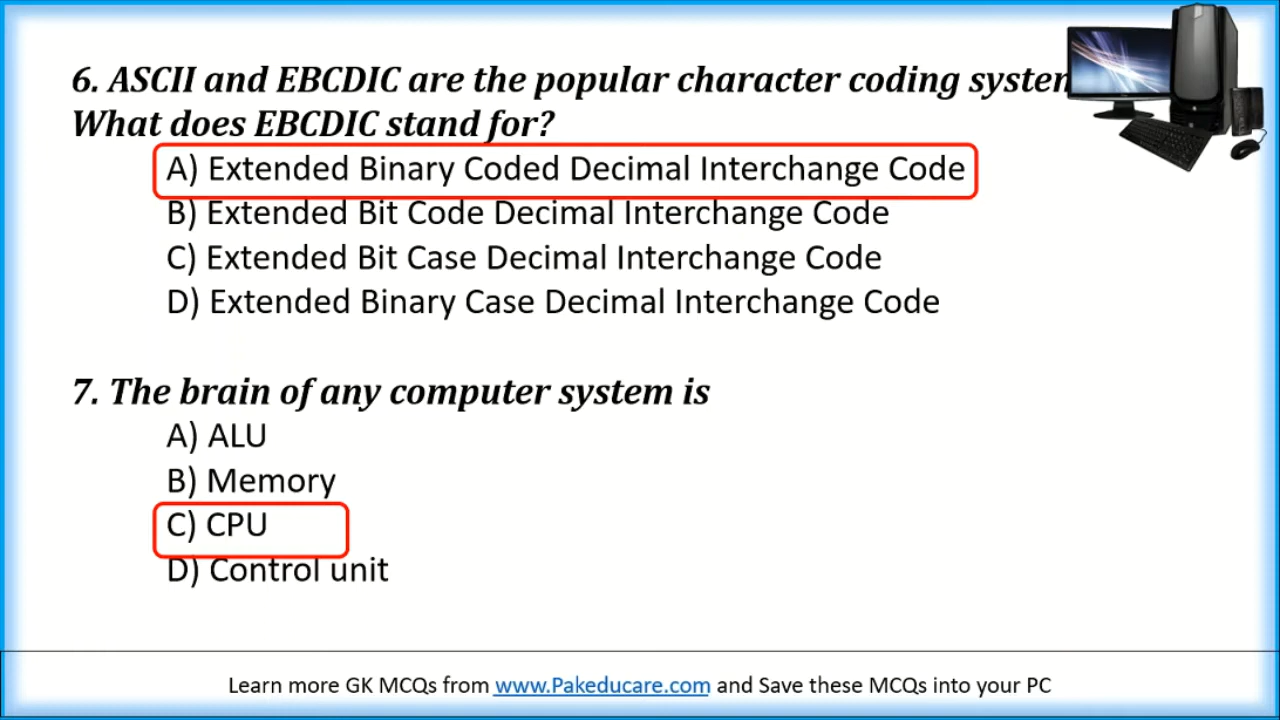 6. ASCII and EBCDIC are the popular character coding system
What does EBCDIC stand for?
A) Extended Binary Coded Decimal Interchange Code
B) Extended Bit Code Decimal Interchange Code
C) Extended Bit Case Decimal Interchange Code
D) Extended Binary Case Decimal Interchange Code
7. The brain of any computer system is
A) ALU
B) Memory
C) CPU
D) Control unit
Learn more GK MCQs from www.Pakeducare.com and Save these MCQs into your PC